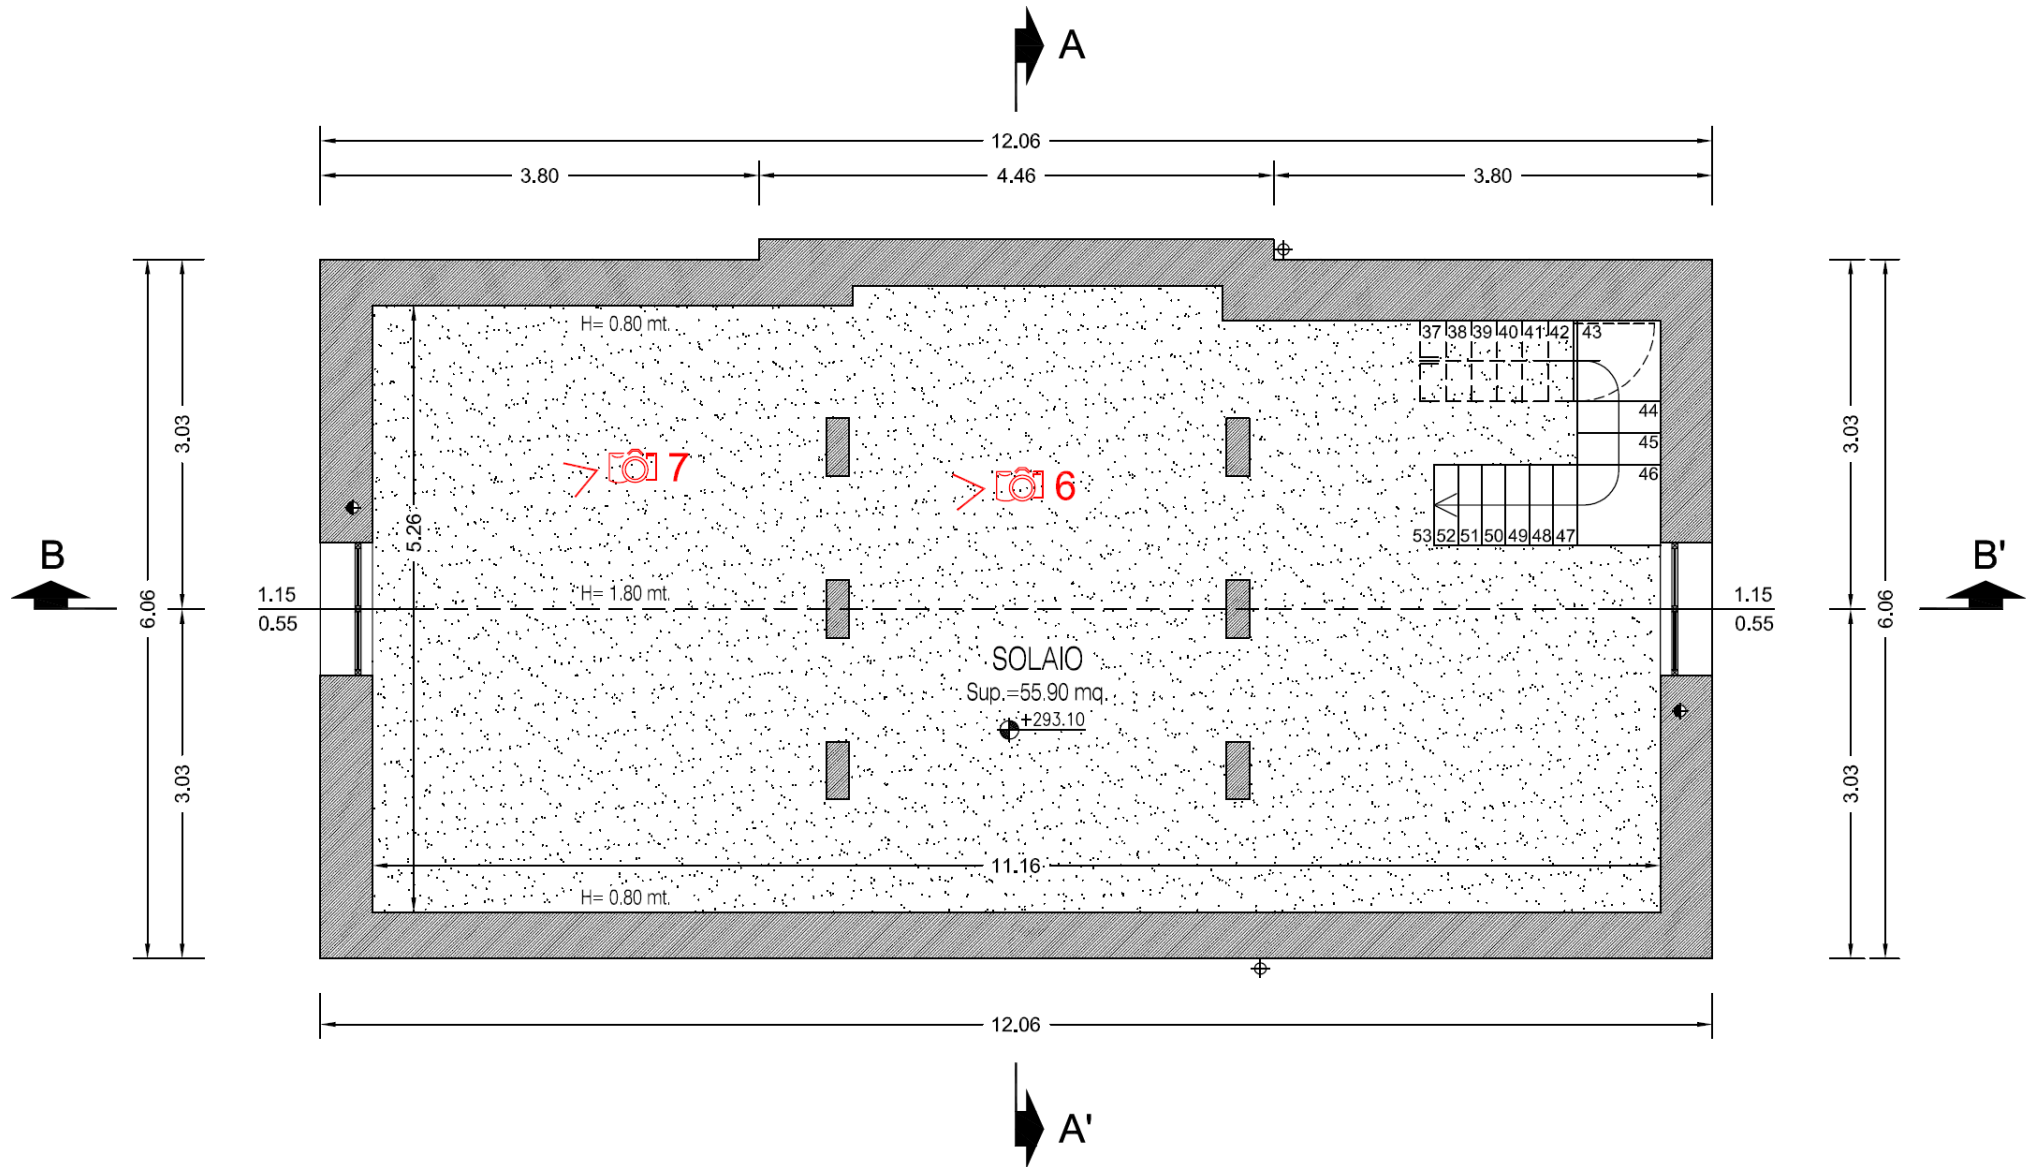 A
12.06
3.80
4.46
3.80
H= 0.80 mt.
37 38 39 40 41 42 43
44
45
46
53 52 51 50 49 48 47
3.03
3.03
6.06
5.26
7
6
B
1.15
0.55
H= 1.80 mt.
SOLAIO
Sup.=55.90 mq.
+293.10
1.15
0.55
B'
3.03
3.03
6.06
11.16
H= 0.80 mt.
12.06
A'